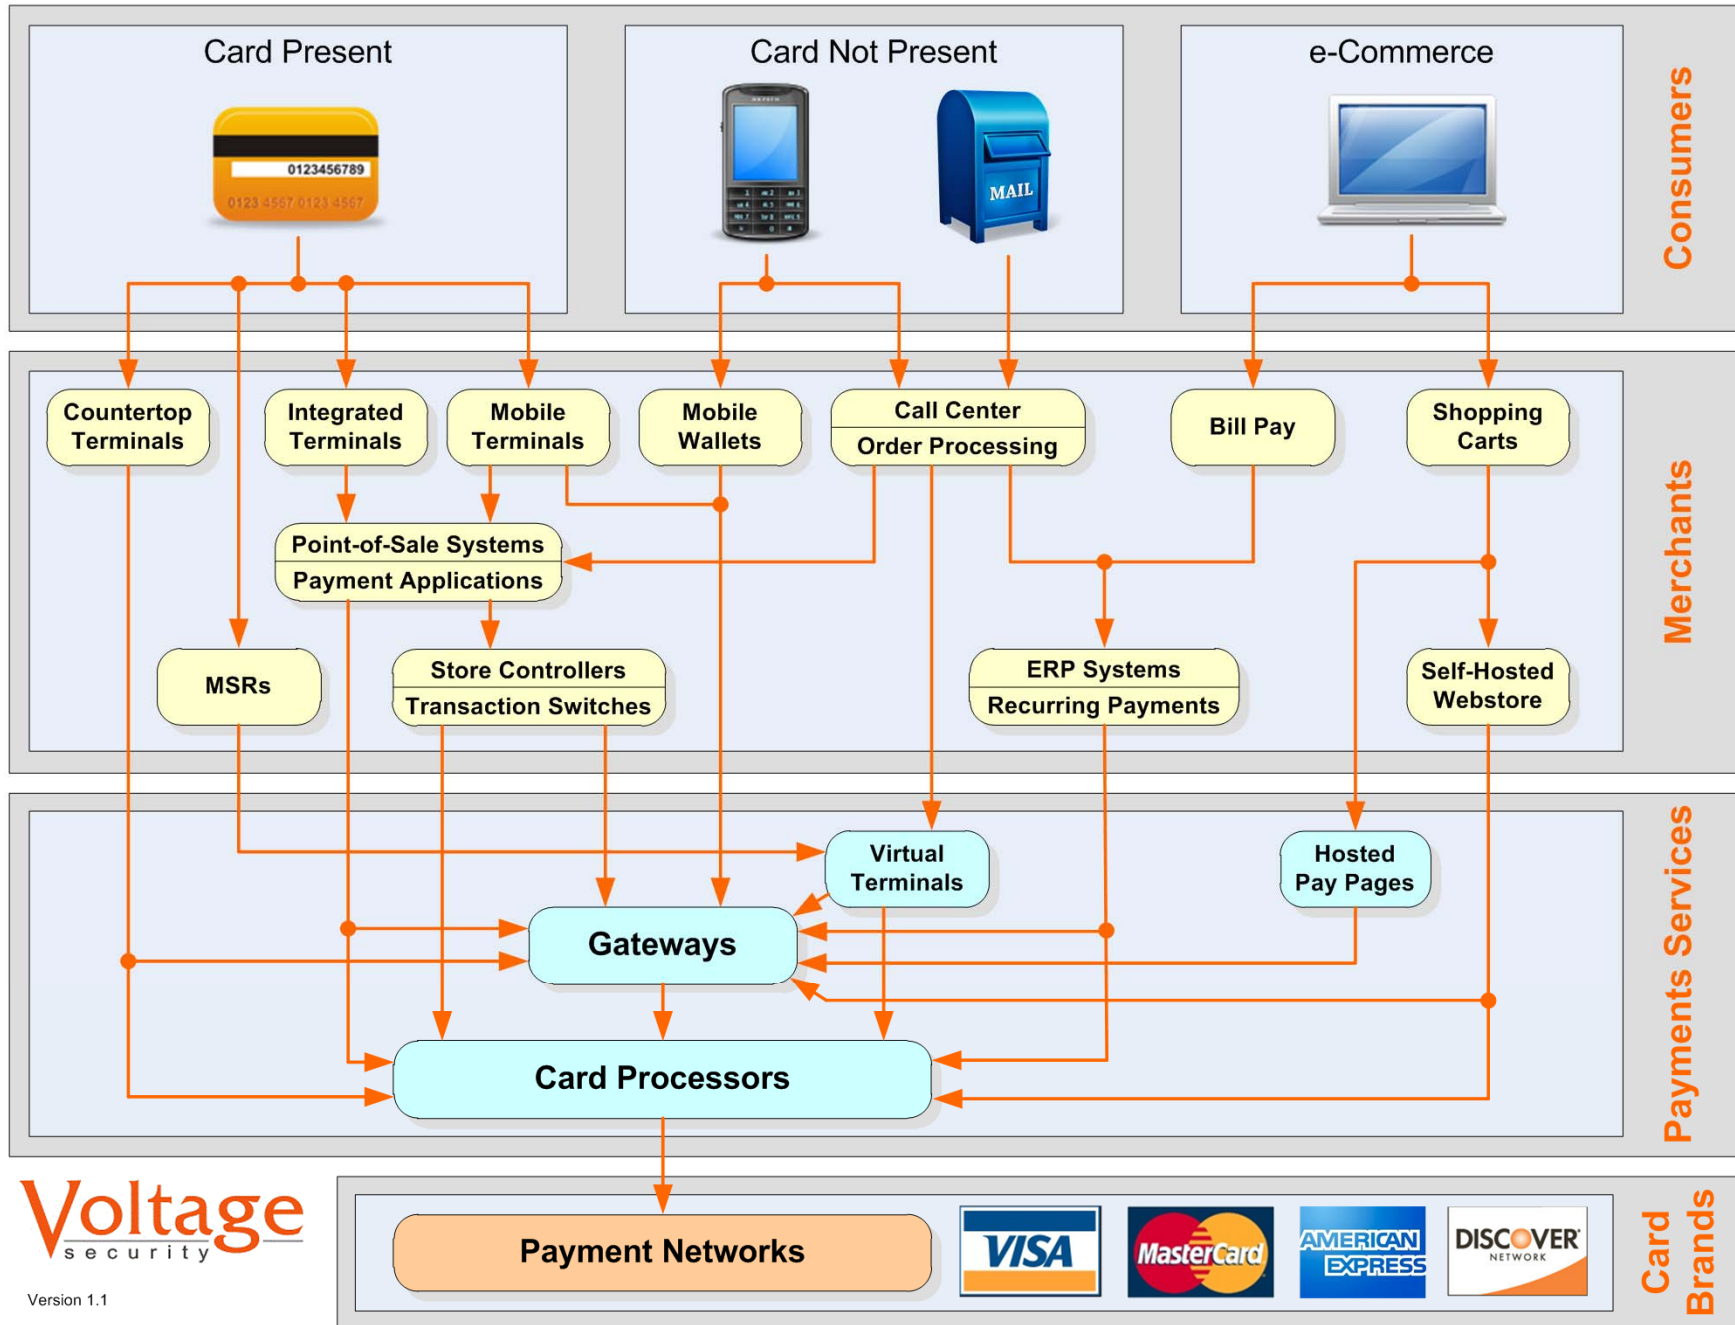 Card Present
Card Not Present
e-Commerce
0123456789
0123 4567 0123 4567
MAIL
Consumers
Countertop
Terminals
Integrated
Terminals
Mobile
Terminals
Mobile
Wallets
Call Center
Order Processing
Bill Pay
Shopping
Carts
Point-of-Sale Systems
Payment Applications
MSRs
Store Controllers
Transaction Switches
ERP Systems
Recurring Payments
Self-Hosted
Webstore
Merchants
Virtual
Terminals
Hosted
Pay Pages
Gateways
Card Processors
Payments Services
Voltage
security
Version 1.1
Payment Networks
VISA
MasterCard
AMERICAN
EXPRESS
DISCOVER
NETWORK
Card
Brands